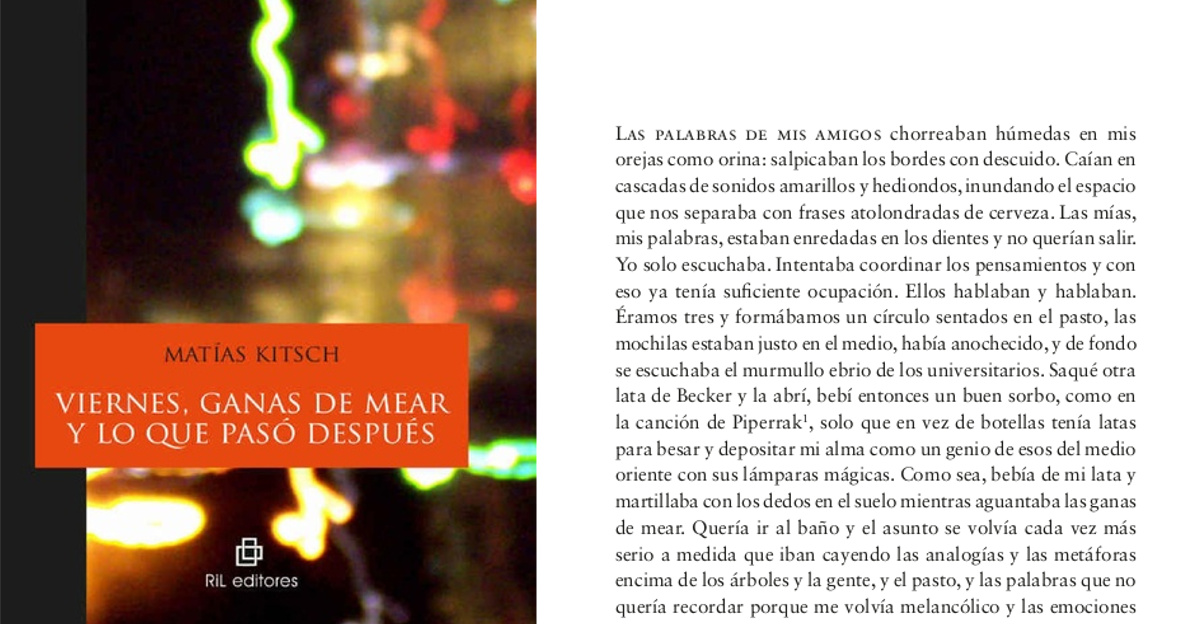 MATÍAS KITSCH
VIERNES, GANAS DE MEAR
Y LO QUE PASÓ DESPUÉS
RiL editores
LAS PALABRAS DE MIS AMIGOS chorreaban húmedas en mis
orejas como orina: salpicaban los bordes con descuido. Caían en
cascadas de sonidos amarillos y hediondos, inundando el espacio
que nos separaba con frases atolondradas de cerveza. Las mías,
mis palabras, estaban enredadas en los dientes y no querían salir.
Yo solo escuchaba. Intentaba coordinar los pensamientos y con
eso ya tenía suficiente ocupación. Ellos hablaban y hablaban.
Éramos tres y formábamos un círculo sentados en el pasto, las
mochilas estaban justo en el medio, había anochecido, y de fondo
se escuchaba el murmullo ebrio de los universitarios. Saqué otra
lata de Becker y la abrí, bebí entonces un buen sorbo, como en
la canción de Piperrak¹, solo que en vez de botellas tenía latas
para besar y depositar mi alma como un genio de esos del medio
oriente con sus lámparas mágicas. Como sea, bebía de mi lata y
martillaba con los dedos en el suelo mientras aguantaba las ganas
de mear. Quería ir al baño y el asunto se volvía cada vez más
serio a medida que iban cayendo las analogías y las metáforas
encima de los árboles y la gente, y el pasto, y las palabras que no
quería recordar porque me volvía melancólico y las emociones